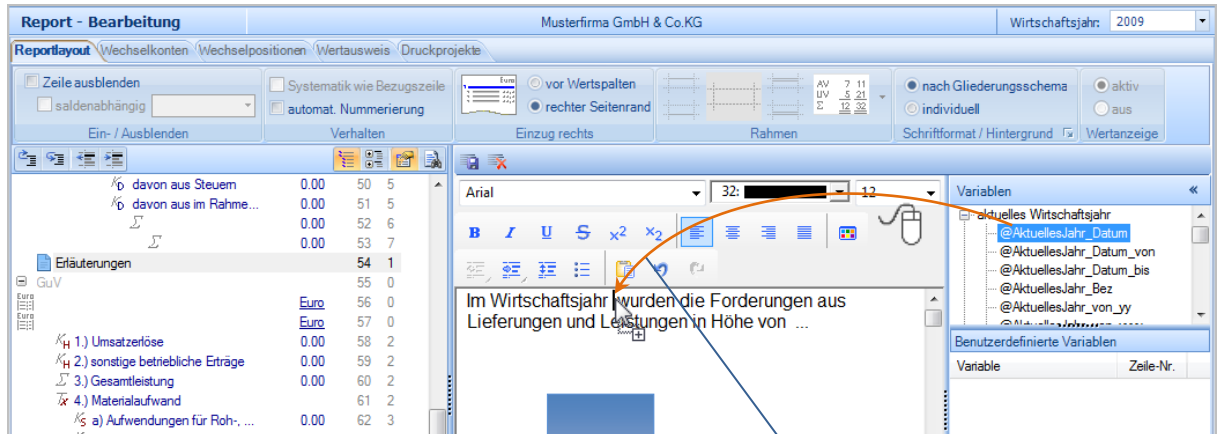 Report - Bearbeitung Musterfirma GmbH & Co.KG Wirtschaftsjahr: 2009
Reportlayout Wechselkonten Wechselpositionen Wertausweis Druckprojekte
Zeile ausblenden
saldenabhängig
Ein- / Ausblenden
Systematik wie Bezugszeile
automat. Nummerierung
Verhalten
Euro
vor Wertspalten
rechter Seitenrand
Einzug rechts
AV 7 11
UV 5 21
Σ 12 32
Rahmen
nach Gliederungsschema
individuell
Schriftformat / Hintergrund
aktiv
aus
Wertanzeige
davon aus Steuern 0.00 50 5
davon aus im Rahme... 0.00 51 5
Σ 0.00 52 6
Σ 0.00 53 7
Erläuterungen 54 1
GuV 55 0
Euro Euro 56 0
Euro Euro 57 0
KH 1.) Umsatzerlöse 0.00 58 2
KH 2.) sonstige betriebliche Erträge 0.00 59 2
Σ 3.) Gesamtleistung 0.00 60 2
4.) Materialaufwand 61 2
KS a) Aufwendungen für Roh-, ... 0.00 62 3
Arial 32: 12
B I U S x² x₂
Im Wirtschaftsjahr wurden die Forderungen aus
Lieferungen und Leistungen in Höhe von ...
Variablen
aktuelles Wirtschaftsjahr
@AktuellesJahr_Datum
@AktuellesJahr_Datum_von
@AktuellesJahr_Datum_bis
@AktuellesJahr_Bez
@AktuellesJahr_von_yy
Benutzerdefinierte Variablen
Variable Zeile-Nr.